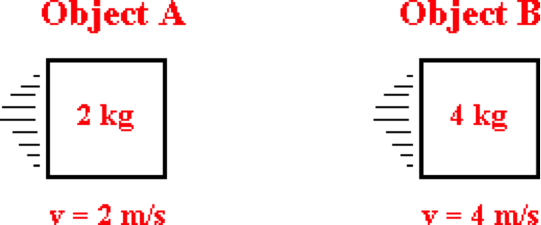 Object A
Object B
2 kg
4 kg
v = 2 m/s
v = 4 m/s